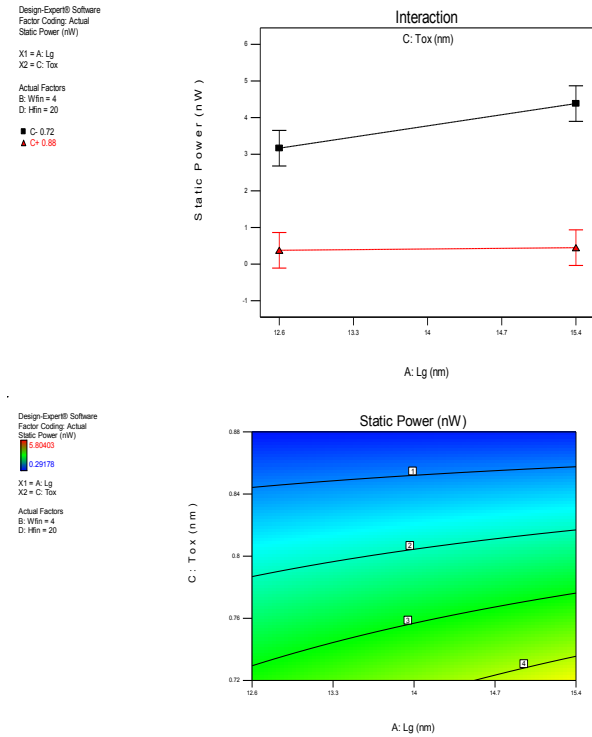 Design-Expert® Software
Factor Coding: Actual
Static Power (nW)
X1 = A: Lg
X2 = C: Tox
Actual Factors
B: Wfin = 4
D: Hfin = 20
C- 0.72
C+ 0.88
Interaction
C: Tox (nm)
Static Power (nW)
6
5
4
3
2
1
0
-1
12.6 13.3 14 14.7 15.4
A: Lg (nm)
Design-Expert® Software
Factor Coding: Actual
Static Power (nW)
5.80403
0.29178
X1 = A: Lg
X2 = C: Tox
Actual Factors
B: Wfin = 4
D: Hfin = 20
Static Power (nW)
C: Tox (nm)
0.88
0.84
0.8
0.76
0.72
1
2
3
4
12.6 13.3 14 14.7 15.4
A: Lg (nm)